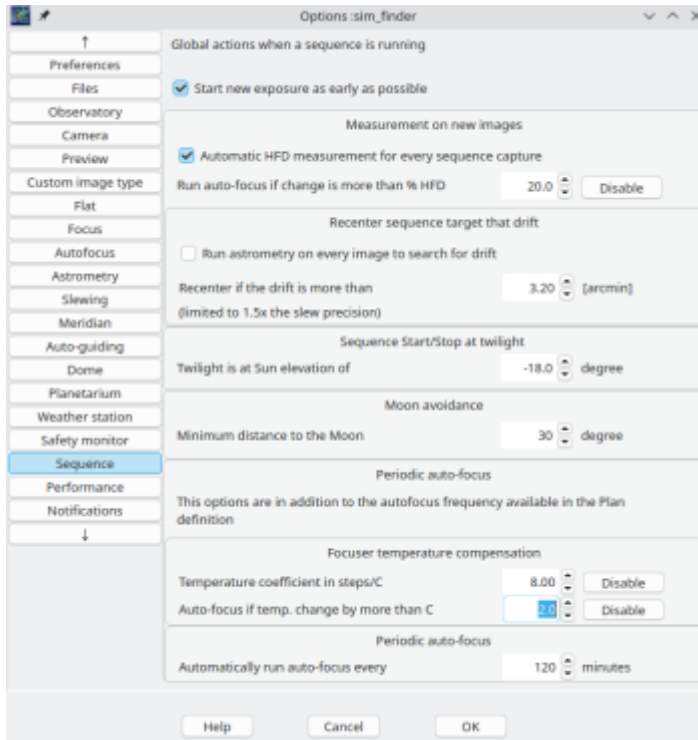 Options :sim_finder
↑
Preferences
Files
Observatory
Camera
Preview
Custom image type
Flat
Focus
Autofocus
Astrometry
Slewing
Meridian
Auto-guiding
Dome
Planetarium
Weather station
Safety monitor
Sequence
Performance
Notifications
↓
Global actions when a sequence is running
Start new exposure as early as possible
Measurement on new images
Automatic HFD measurement for every sequence capture
Run auto-focus if change is more than % HFD 20.0 Disable
Recenter sequence target that drift
Run astrometry on every image to search for drift
Recenter if the drift is more than 3.20 [arcmin]
(limited to 1.5x the slew precision)
Sequence Start/Stop at twilight
Twilight is at Sun elevation of -18.0 degree
Moon avoidance
Minimum distance to the Moon 30 degree
Periodic auto-focus
This options are in addition to the autofocus frequency available in the Plan
definition
Focuser temperature compensation
Temperature coefficient in steps/C 8.00 Disable
Auto-focus if temp. change by more than C 2.0 Disable
Periodic auto-focus
Automatically run auto-focus every 120 minutes
Help Cancel OK